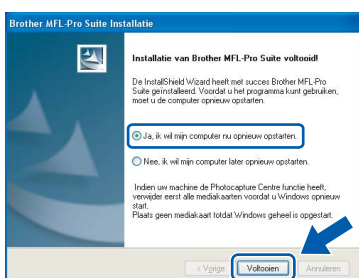 Brother MFL-Pro Suite Installatie
Installatie van Brother MFL-Pro Suite voltooid!
De InstallShield Wizard heeft met succes Brother MFL-Pro
Suite geïnstalleerd. Voordat u het programma kunt gebruiken,
moet u de computer opnieuw opstarten.
Ja, ik wil mijn computer nu opnieuw opstarten.
Nee, ik wil mijn computer later opnieuw opstarten.
Indien uw machine de Photocapture Centre functie heeft,
verwijder eerst alle mediakaarten voordat u Windows opnieuw
start.
Plaats geen mediakaart totdat Windows geheel is opgestart.
< Vorige Voltooien Annuleren